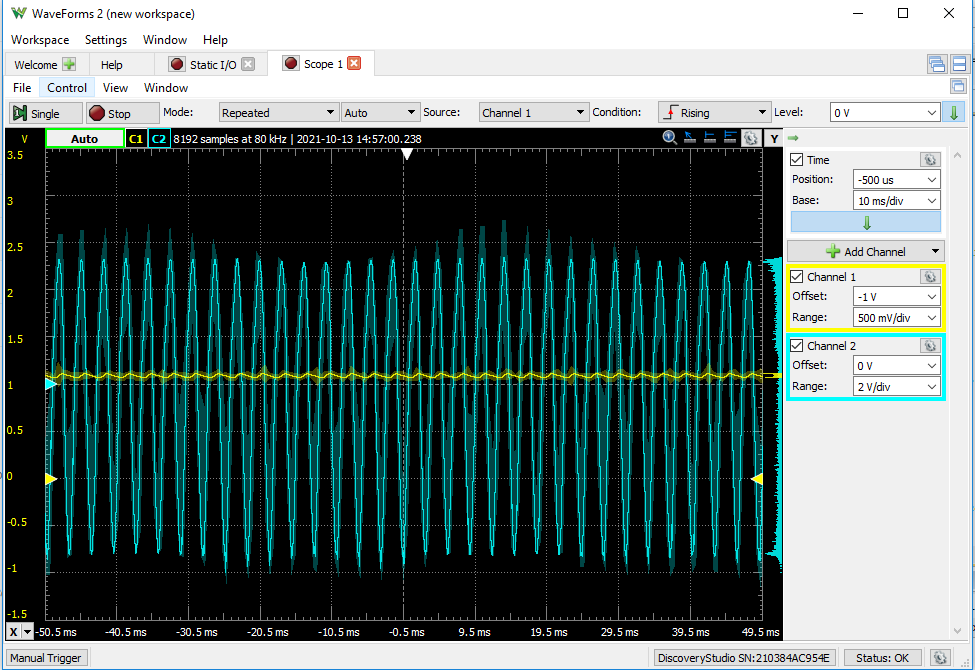 WaveForms 2 (new workspace)
Workspace Settings Window Help
Welcome Help Static I/O Scope 1
File Control View Window
Single Stop Mode: Repeated Auto Source: Channel 1 Condition: Rising Level: 0 V
V Auto C1 C2 8192 samples at 80 kHz | 2021-10-13 14:57:00.238 Y
3.5
3
2.5
2
1.5
1
0.5
0
-0.5
-1
-1.5
X -50.5 ms -40.5 ms -30.5 ms -20.5 ms -10.5 ms -0.5 ms 9.5 ms 19.5 ms 29.5 ms 39.5 ms 49.5 ms
Time
Position: -500 us
Base: 10 ms/div
Add Channel
Channel 1
Offset: -1 V
Range: 500 mV/div
Channel 2
Offset: 0 V
Range: 2 V/div
Manual Trigger DiscoveryStudio SN:210384AC954E Status: OK